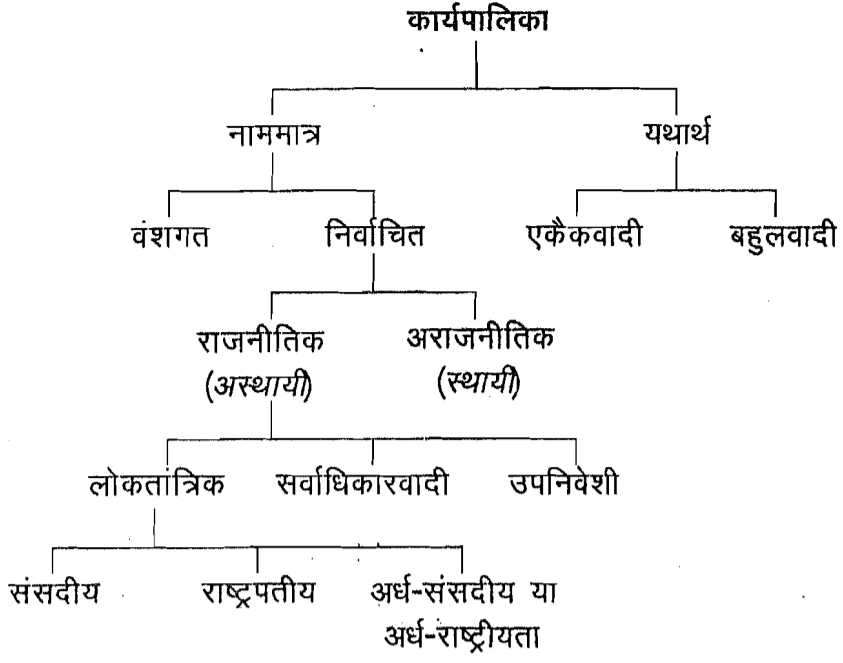 कार्यपालिका
नाममात्र यथार्थ
वंशगत निर्वाचित एकैकवादी बहुलवादी
राजनीतिक अराजनीतिक
(अस्थायी) (स्थायी)
लोकतांत्रिक सर्वाधिकारवादी उपनिवेशी
संसदीय राष्ट्रपतीय अर्ध-संसदीय या
अर्ध-राष्ट्रीयता